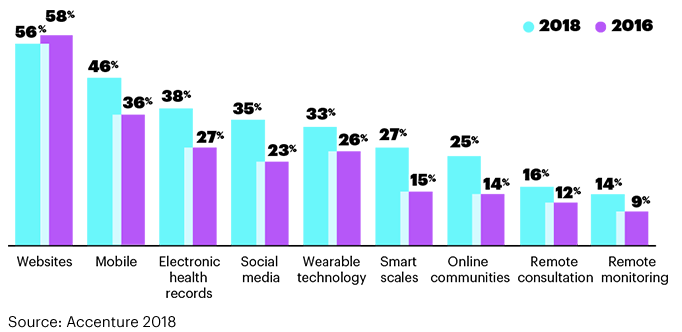 2018 2016
56% 58%
46% 36%
38% 27%
35% 23%
33% 26%
27% 15%
25% 14%
16% 12%
14% 9%
Websites
Mobile
Electronic
health
records
Social
media
Wearable
technology
Smart
scales
Online
communities
Remote
consultation
Remote
monitoring
Source: Accenture 2018